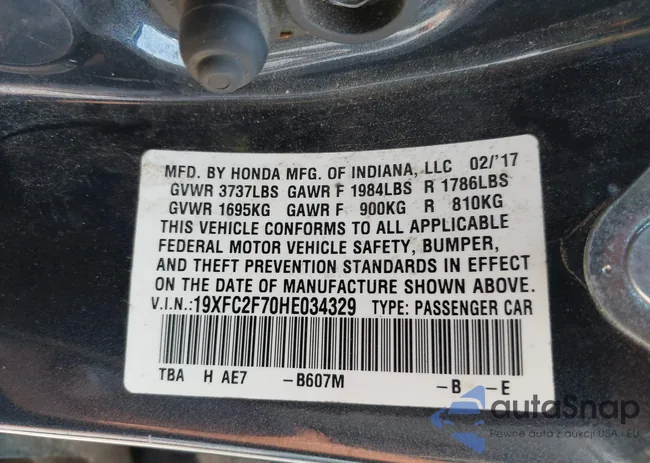 MFD. BY HONDA MFG. OF INDIANA, LLC 02/'17
GVWR 3737LBS GAWR F 1984LBS R 1786LBS
GVWR 1695KG GAWR F 900KG R 810KG
THIS VEHICLE CONFORMS TO ALL APPLICABLE
FEDERAL MOTOR VEHICLE SAFETY, BUMPER,
AND THEFT PREVENTION STANDARDS IN EFFECT
ON THE DATE OF MANUFACTURE SHOWN ABOVE.
V.I.N.:19XFC2F70HE034329 TYPE: PASSENGER CAR
TBA H AE7 –B607M –B –E
autoSnap
Pewne auta z aukcji USA i EU